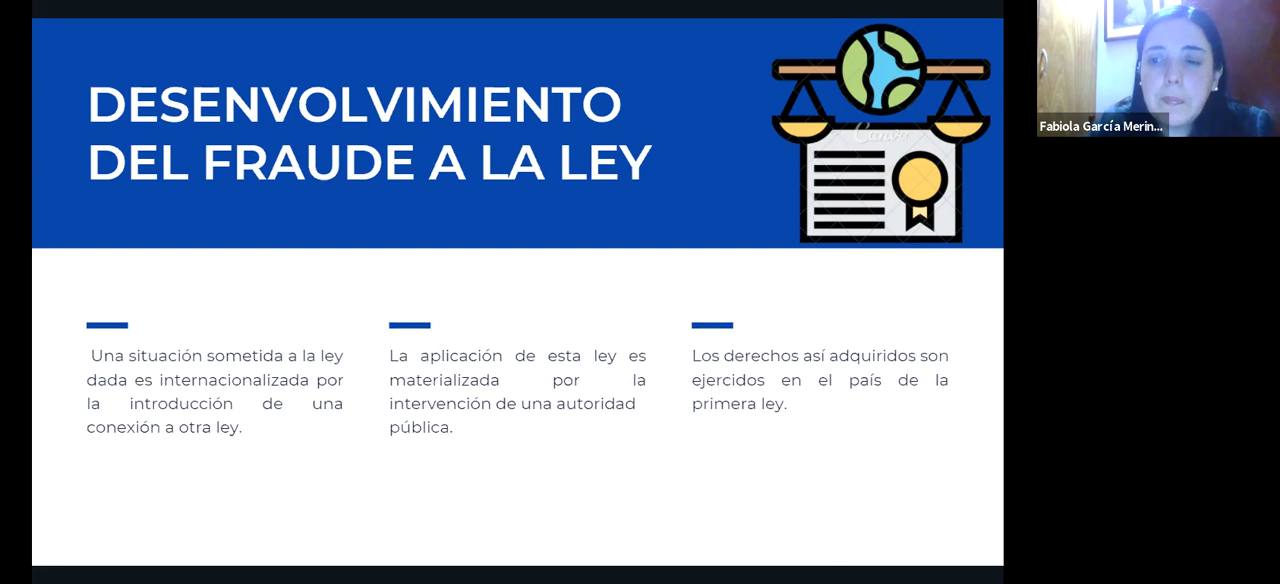 DESENVOLVIMIENTO
DEL FRAUDE A LA LEY
Canva
Fabiola García Merin...
Una situación sometida a la ley
dada es internacionalizada por
la introducción de una
conexión a otra ley.
La aplicación de esta ley es
materializada por la
intervención de una autoridad
pública.
Los derechos así adquiridos son
ejercidos en el país de la
primera ley.